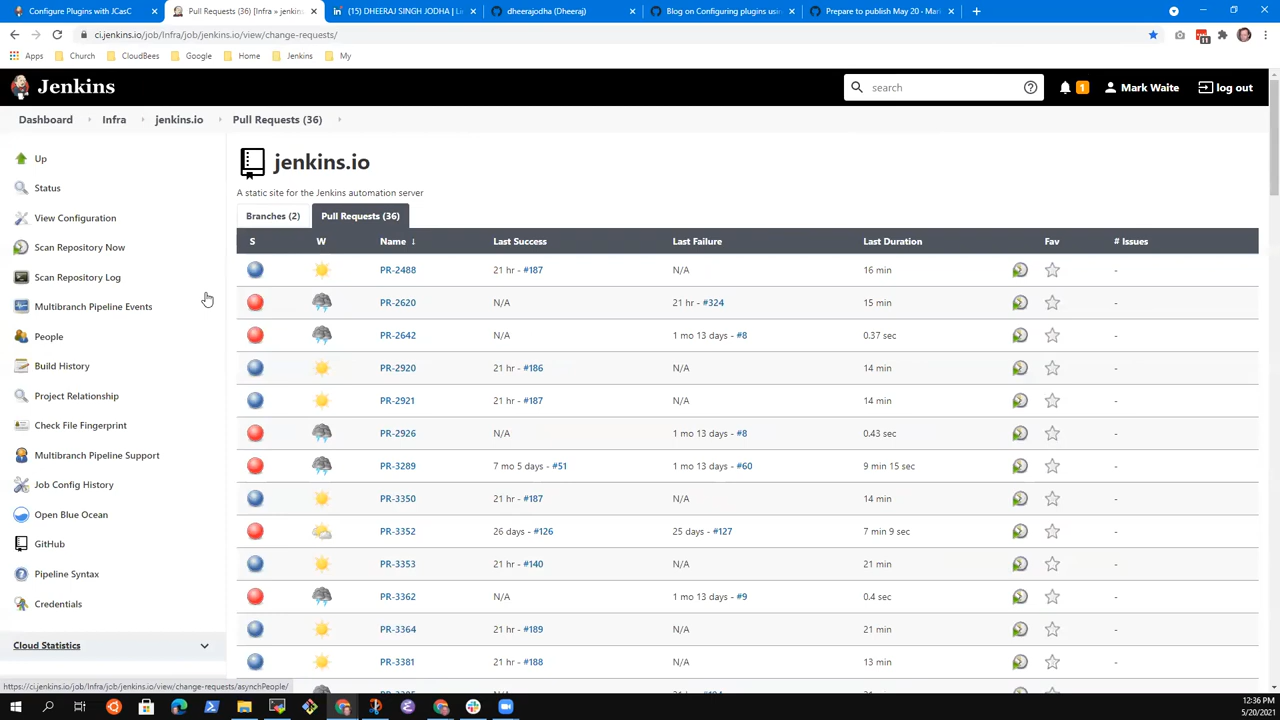 Configure Plugins with JCasC
Pull Requests (36) [Infra » jenkins
(15) DHEERAJ SINGH JODHA | Li
dheerajodha (Dheeraj)
Blog on Configuring plugins usin
Prepare to publish May 20 - Mark
ci.jenkins.io/job/Infra/job/jenkins.io/view/change-requests/
Apps Church CloudBees Google Home Jenkins My
Jenkins
search
1
Mark Waite
log out
Dashboard Infra jenkins.io Pull Requests (36)
Up
Status
View Configuration
Scan Repository Now
Scan Repository Log
Multibranch Pipeline Events
People
Build History
Project Relationship
Check File Fingerprint
Multibranch Pipeline Support
Job Config History
Open Blue Ocean
GitHub
Pipeline Syntax
Credentials
Cloud Statistics
jenkins.io
A static site for the Jenkins automation server
Branches (2) Pull Requests (36)
S W Name ↓ Last Success Last Failure Last Duration Fav # Issues
PR-2488 21 hr - #187 N/A 16 min -
PR-2620 N/A 21 hr - #324 15 min -
PR-2642 N/A 1 mo 13 days - #8 0.37 sec -
PR-2920 21 hr - #186 N/A 14 min -
PR-2921 21 hr - #187 N/A 14 min -
PR-2926 N/A 1 mo 13 days - #8 0.43 sec -
PR-3289 7 mo 5 days - #51 1 mo 13 days - #60 9 min 15 sec -
PR-3350 21 hr - #187 N/A 14 min -
PR-3352 26 days - #126 25 days - #127 7 min 9 sec -
PR-3353 21 hr - #140 N/A 21 min -
PR-3362 N/A 1 mo 13 days - #9 0.4 sec -
PR-3364 21 hr - #189 N/A 21 min -
PR-3381 21 hr - #188 N/A 13 min -
https://ci.jenkins.io/job/Infra/job/jenkins.io/view/change-requests/asynchPeople/
12:36 PM
5/20/2021